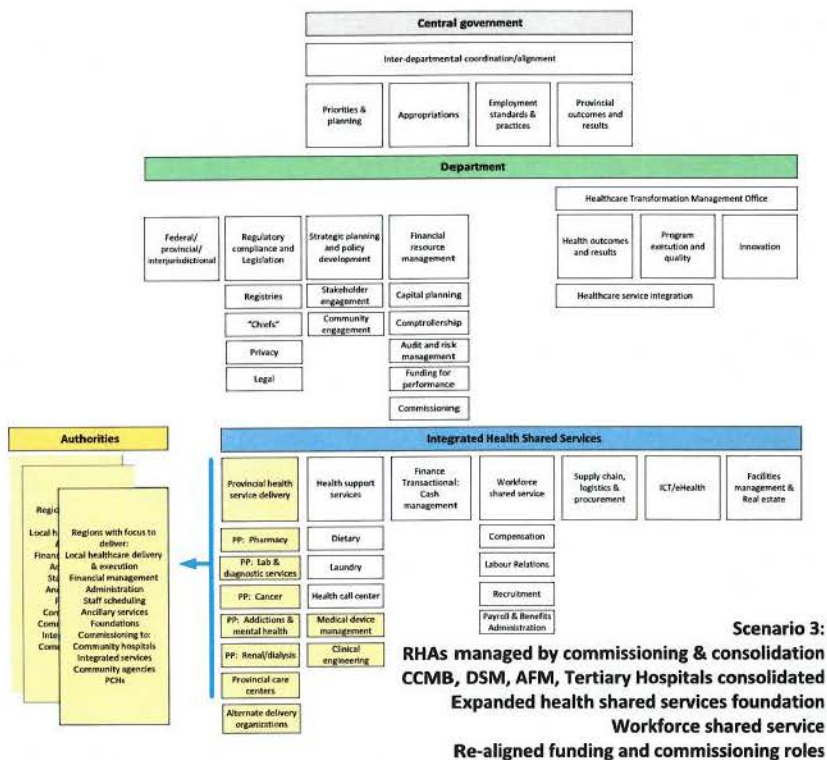 Central government
Inter-departmental coordination/alignment
Priorities &
planning
Appropriations
Employment
standards &
practices
Provincial
outcomes and
results
Department
Healthcare Transformation Management Office
Federal/
provincial/
interjurisdictional
Regulatory
compliance and
Legislation
Strategic planning
and policy
development
Financial
resource
management
Health outcomes
and results
Program
execution and
quality
Innovation
Registries
"Chiefs"
Privacy
Legal
Stakeholder
engagement
Community
engagement
Capital planning
Comptrollership
Audit and risk
management
Funding for
performance
Commissioning
Healthcare service integration
Authorities
Regions with focus to
deliver:
Local healthcare delivery
& execution
Financial management
Administration
Staff scheduling
Ancillary services
Foundations
Commissioning to:
Community hospitals
Integrated services
Community agencies
PCHs
Integrated Health Shared Services
Provincial health
service delivery
Health support
services
Finance
Transactional:
Cash
management
Workforce
shared service
Supply chain,
logistics &
procurement
ICT/eHealth
Facilities
management &
Real estate
PP: Pharmacy
PP: Lab &
diagnostic services
PP: Cancer
PP: Addictions &
mental health
PP: Renal/dialysis
Provincial care
centers
Alternate delivery
organizations
Dietary
Laundry
Health call center
Medical device
management
Clinical
engineering
Compensation
Labour Relations
Recruitment
Payroll & Benefits
Administration
Scenario 3:
RHAs managed by commissioning & consolidation
CCMB, DSM, AFM, Tertiary Hospitals consolidated
Expanded health shared services foundation
Workforce shared service
Re-aligned funding and commissioning roles